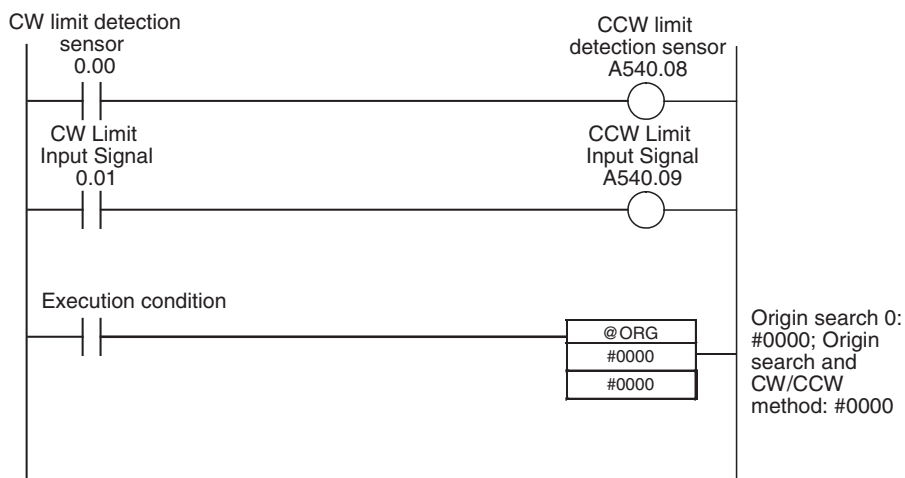 CW limit detection
sensor
0.00
CCW limit
detection sensor
A540.08
CW Limit
Input Signal
0.01
CCW Limit
Input Signal
A540.09
Execution condition
@ORG
#0000
#0000
Origin search 0:
#0000; Origin
search and
CW/CCW
method: #0000